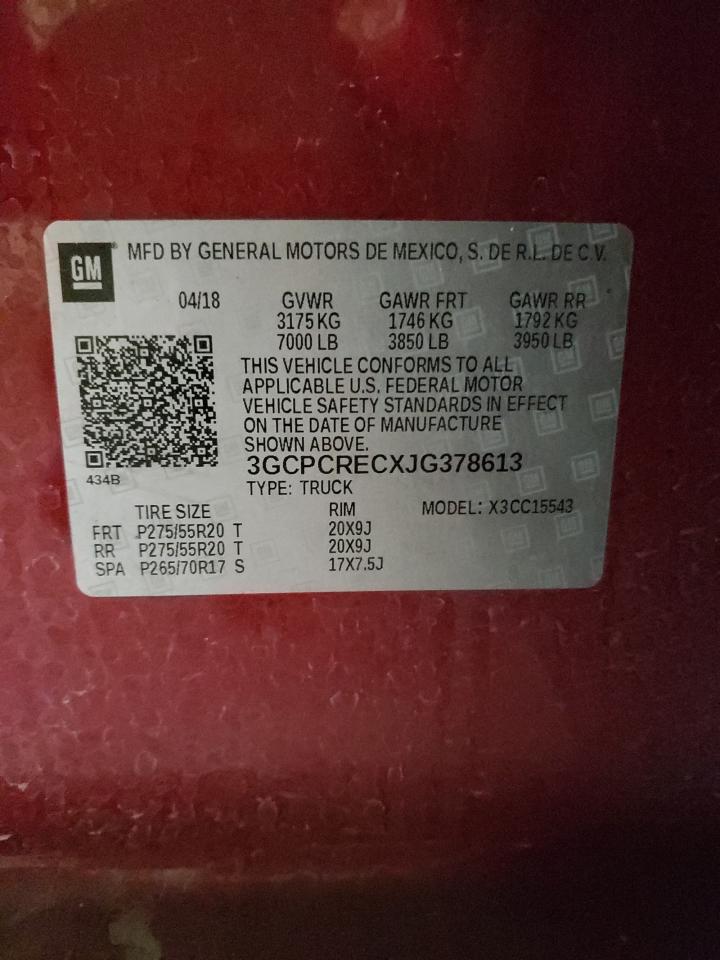 GM MFD BY GENERAL MOTORS DE MEXICO, S. DE R.L. DE C.V.
04/18 GVWR GAWR FRT GAWR RR
3175 KG 1746 KG 1792 KG
7000 LB 3850 LB 3950 LB
THIS VEHICLE CONFORMS TO ALL
APPLICABLE U.S. FEDERAL MOTOR
VEHICLE SAFETY STANDARDS IN EFFECT
ON THE DATE OF MANUFACTURE
SHOWN ABOVE.
3GCPCRECXJG378613
434B
TYPE: TRUCK
TIRE SIZE RIM MODEL: X3CC15543
FRT P275/55R20 T 20X9J
RR P275/55R20 T 20X9J
SPA P265/70R17 S 17X7.5J